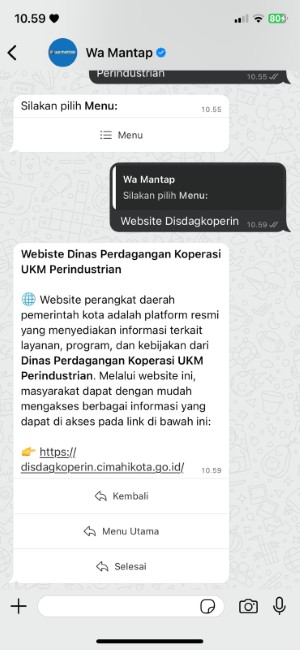 10.59
80
Wa Mantap
Perindustrian
10.55
Silakan pilih Menu:
10.55
Menu
Wa Mantap
Silakan pilih Menu:
Website Disdagkoperin
10.59
Webiste Dinas Perdagangan Koperasi
UKM Perindustrian
🌐 Website perangkat daerah
pemerintah kota adalah platform resmi
yang menyediakan informasi terkait
layanan, program, dan kebijakan dari
Dinas Perdagangan Koperasi UKM
Perindustrian. Melalui website ini,
masyarakat dapat dengan mudah
mengakses berbagai informasi yang
dapat di akses pada link di bawah ini:
👉 https://
disdagkoperin.cimahikota.go.id/
10.59
Kembali
Menu Utama
Selesai